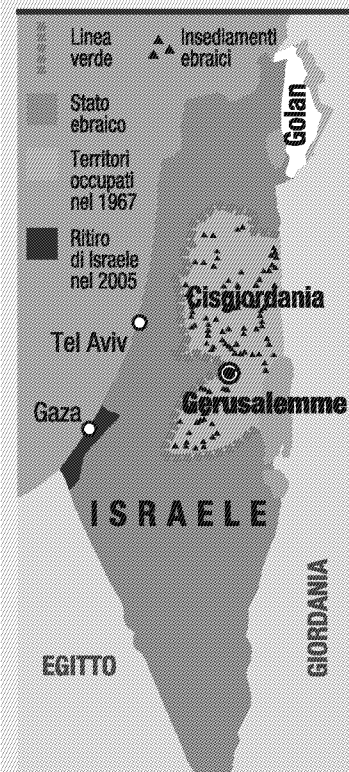 Linea
verde
Insediamenti
ebraici
Stato
ebraico
Territori
occupati
nel 1967
Ritiro
di Israele
nel 2005
Golan
Cisgiordania
Tel Aviv
Gerusalemme
Gaza
ISRAELE
GIORDANIA
EGITTO